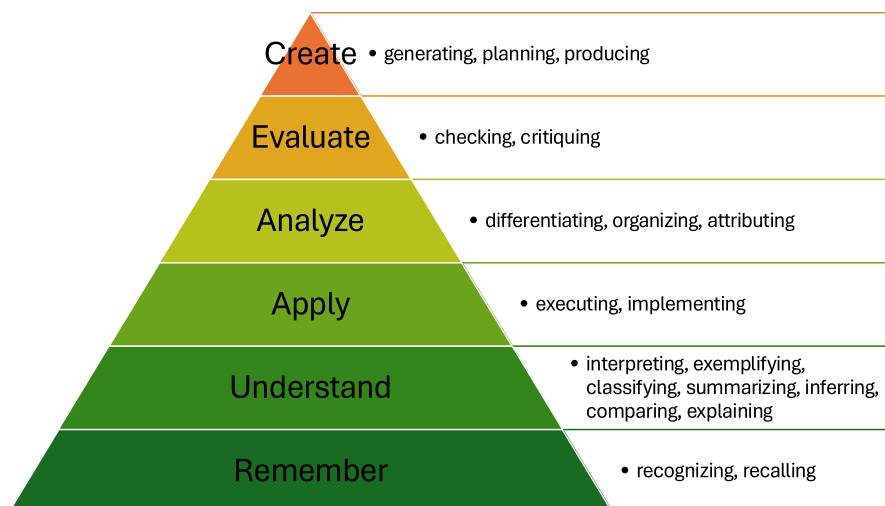 Create
• generating, planning, producing
Evaluate
• checking, critiquing
Analyze
• differentiating, organizing, attributing
Apply
• executing, implementing
Understand
• interpreting, exemplifying,
classifying, summarizing, inferring,
comparing, explaining
Remember
• recognizing, recalling